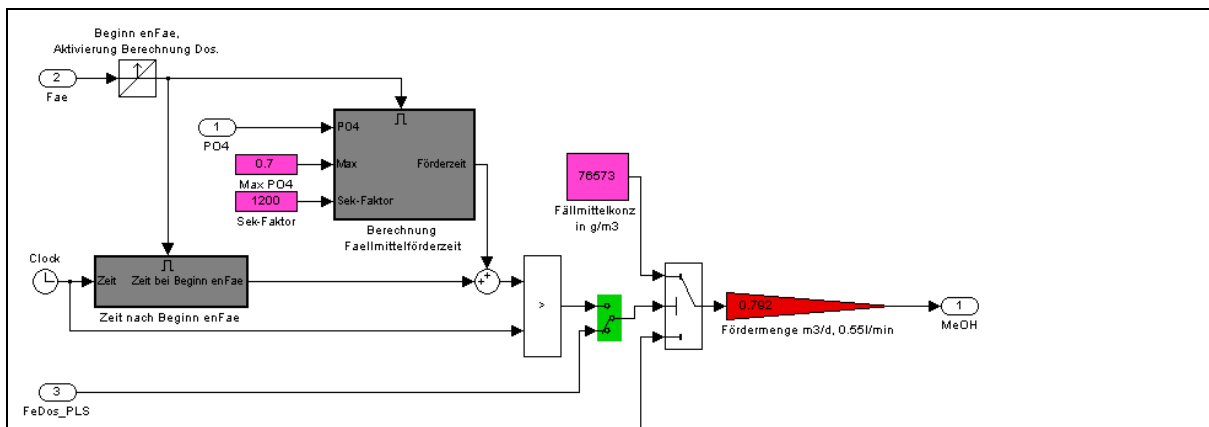 Beginn enFae,
Aktivierung Berechnung Dos.
2
Fae
1
PO4
PO4
0.7
Max
Förderzeit
Max PO4
1200
Sek-Faktor
Sek-Faktor
Berechnung
Faellmittelförderzeit
76573
Fällmittelkonz
in g/m3
Clock
Zeit
Zeit bei Beginn enFae
Zeit nach Beginn enFae
++
>
0.792
Fördermenge m3/d, 0.55l/min
1
MeOH
3
FeDos_PLS